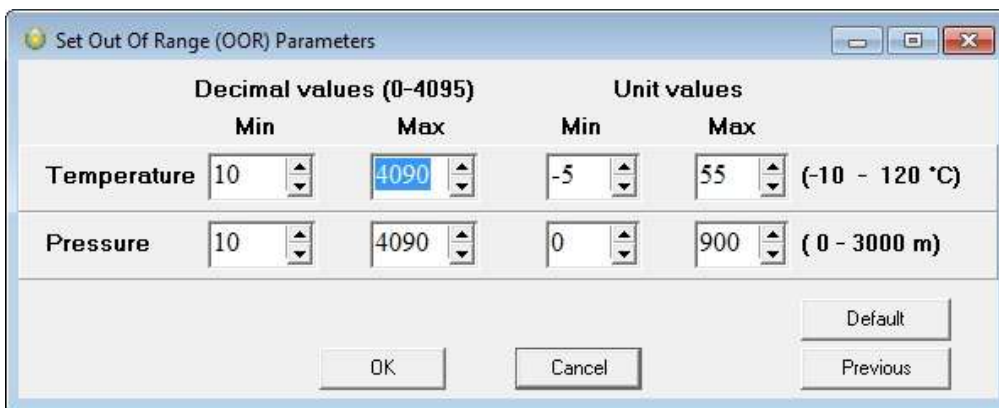 Set Out Of Range (OOR) Parameters
Decimal values (0-4095) Unit values
Min Max Min Max
Temperature 10 4090 -5 55 (-10 - 120 °C)
Pressure 10 4090 0 900 ( 0 - 3000 m)
Default
OK Cancel Previous